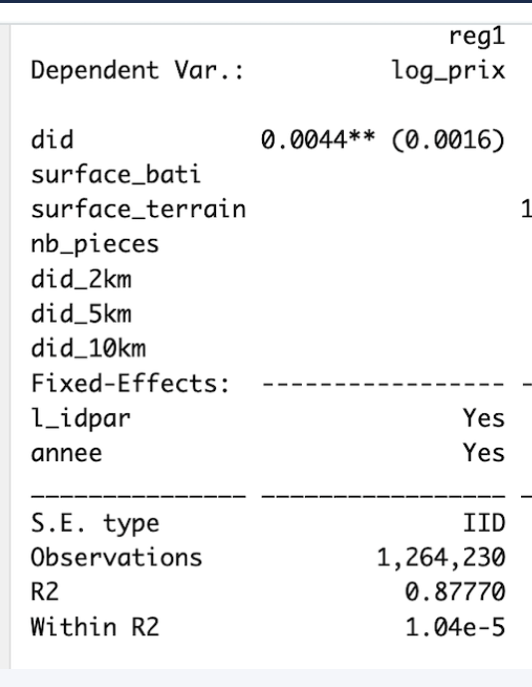 reg1
Dependent Var.: log_prix
did 0.0044** (0.0016)
surface_bati
surface_terrain 1
nb_pieces
did_2km
did_5km
did_10km
Fixed-Effects: ----------------- -
l_idpar Yes
annee Yes
_______________ _________________ _
S.E. type IID
Observations 1,264,230
R2 0.87770
Within R2 1.04e-5